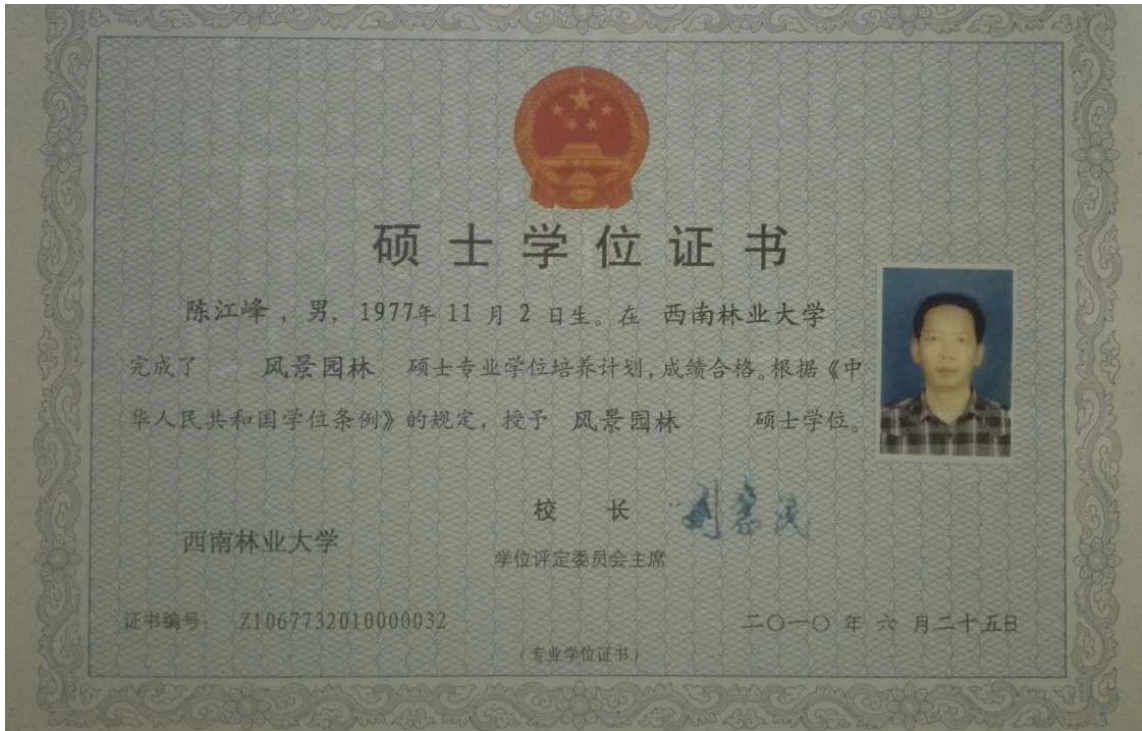 硕士学位证书
陈江峰，男，1977年11月2日生。在 西南林业大学
完成了 风景园林 硕士专业学位培养计划，成绩合格。根据《中
华人民共和国学位条例》的规定，授予 风景园林 硕士学位。
校 长
西南林业大学
学位评定委员会主席
证书编号： Z1067732010000032
二〇一〇年六月二十五日
（专业学位证书）